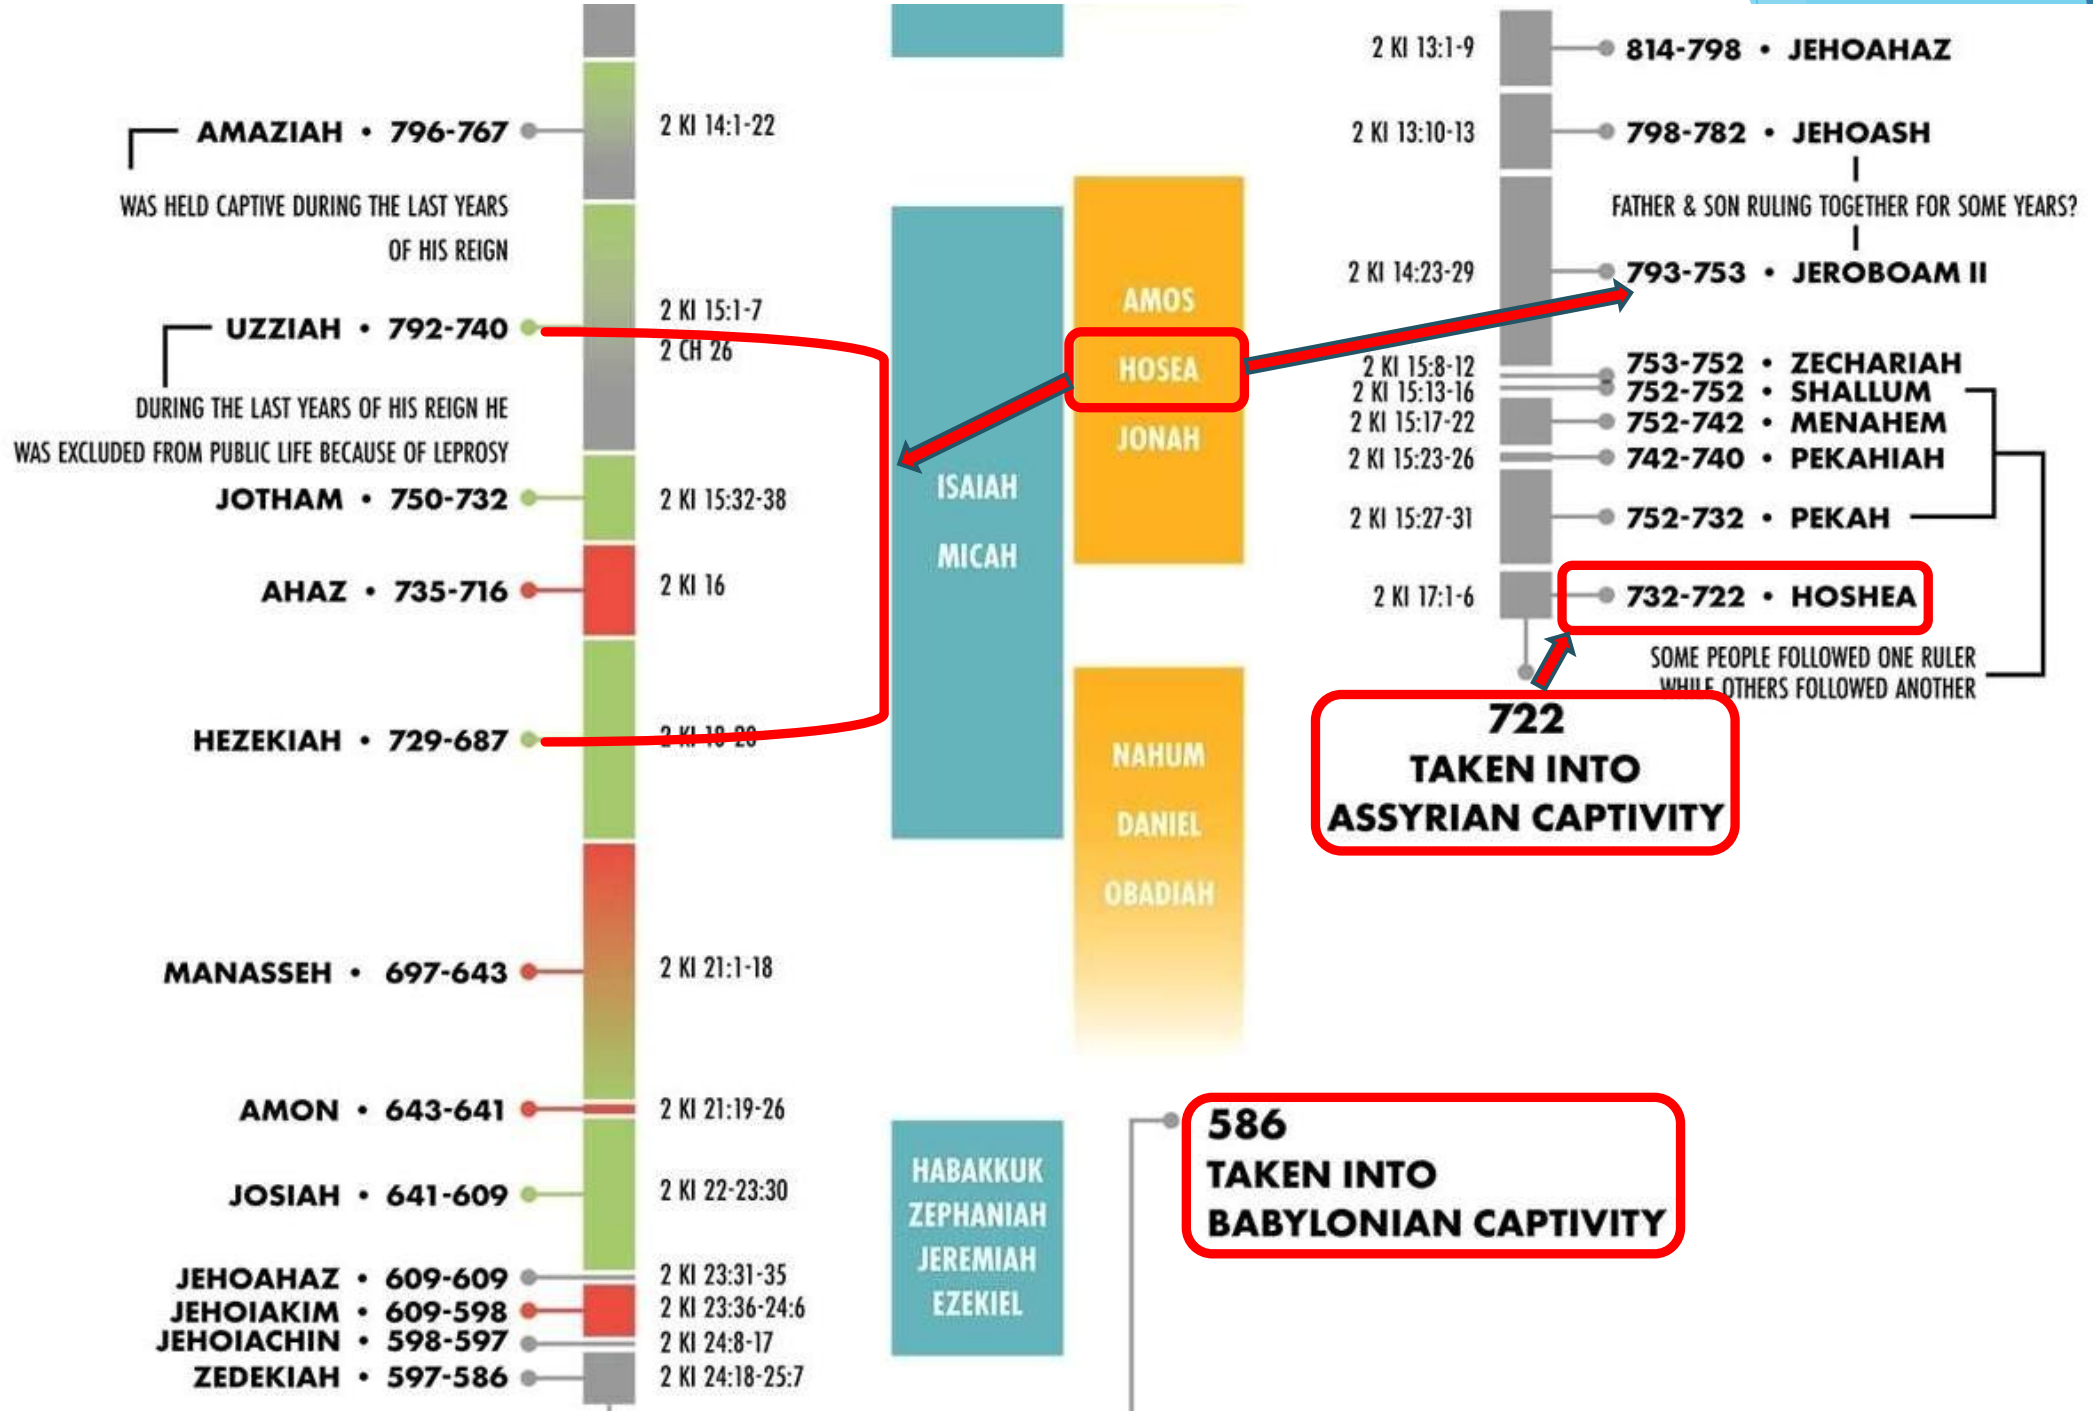 AMAZIAH • 796-767
2 KI 14:1-22
WAS HELD CAPTIVE DURING THE LAST YEARS
OF HIS REIGN
UZZIAH • 792-740
2 KI 15:1-7
2 CH 26
DURING THE LAST YEARS OF HIS REIGN HE
WAS EXCLUDED FROM PUBLIC LIFE BECAUSE OF LEPROSY
JOTHAM • 750-732
2 KI 15:32-38
AHAZ • 735-716
2 KI 16
HEZEKIAH • 729-687
2 KI 18-20
MANASSEH • 697-643
2 KI 21:1-18
AMON • 643-641
2 KI 21:19-26
JOSIAH • 641-609
2 KI 22-23:30
JEHOAHAZ • 609-609
2 KI 23:31-35
JEHOIAKIM • 609-598
2 KI 23:36-24:6
JEHOIACHIN • 598-597
2 KI 24:8-17
ZEDEKIAH • 597-586
2 KI 24:18-25:7
ISAIAH
MICAH
HABAKKUK
ZEPHANIAH
JEREMIAH
EZEKIEL
AMOS
HOSEA
JONAH
NAHUM
DANIEL
OBADIAH
2 KI 13:1-9
814-798 • JEHOAHAZ
2 KI 13:10-13
798-782 • JEHOASH
FATHER & SON RULING TOGETHER FOR SOME YEARS?
2 KI 14:23-29
793-753 • JEROBOAM II
2 KI 15:8-12
753-752 • ZECHARIAH
2 KI 15:13-16
752-752 • SHALLUM
2 KI 15:17-22
752-742 • MENAHEM
2 KI 15:23-26
742-740 • PEKAHIAH
2 KI 15:27-31
752-732 • PEKAH
2 KI 17:1-6
732-722 • HOSHEA
SOME PEOPLE FOLLOWED ONE RULER
WHILE OTHERS FOLLOWED ANOTHER
722
TAKEN INTO
ASSYRIAN CAPTIVITY
586
TAKEN INTO
BABYLONIAN CAPTIVITY